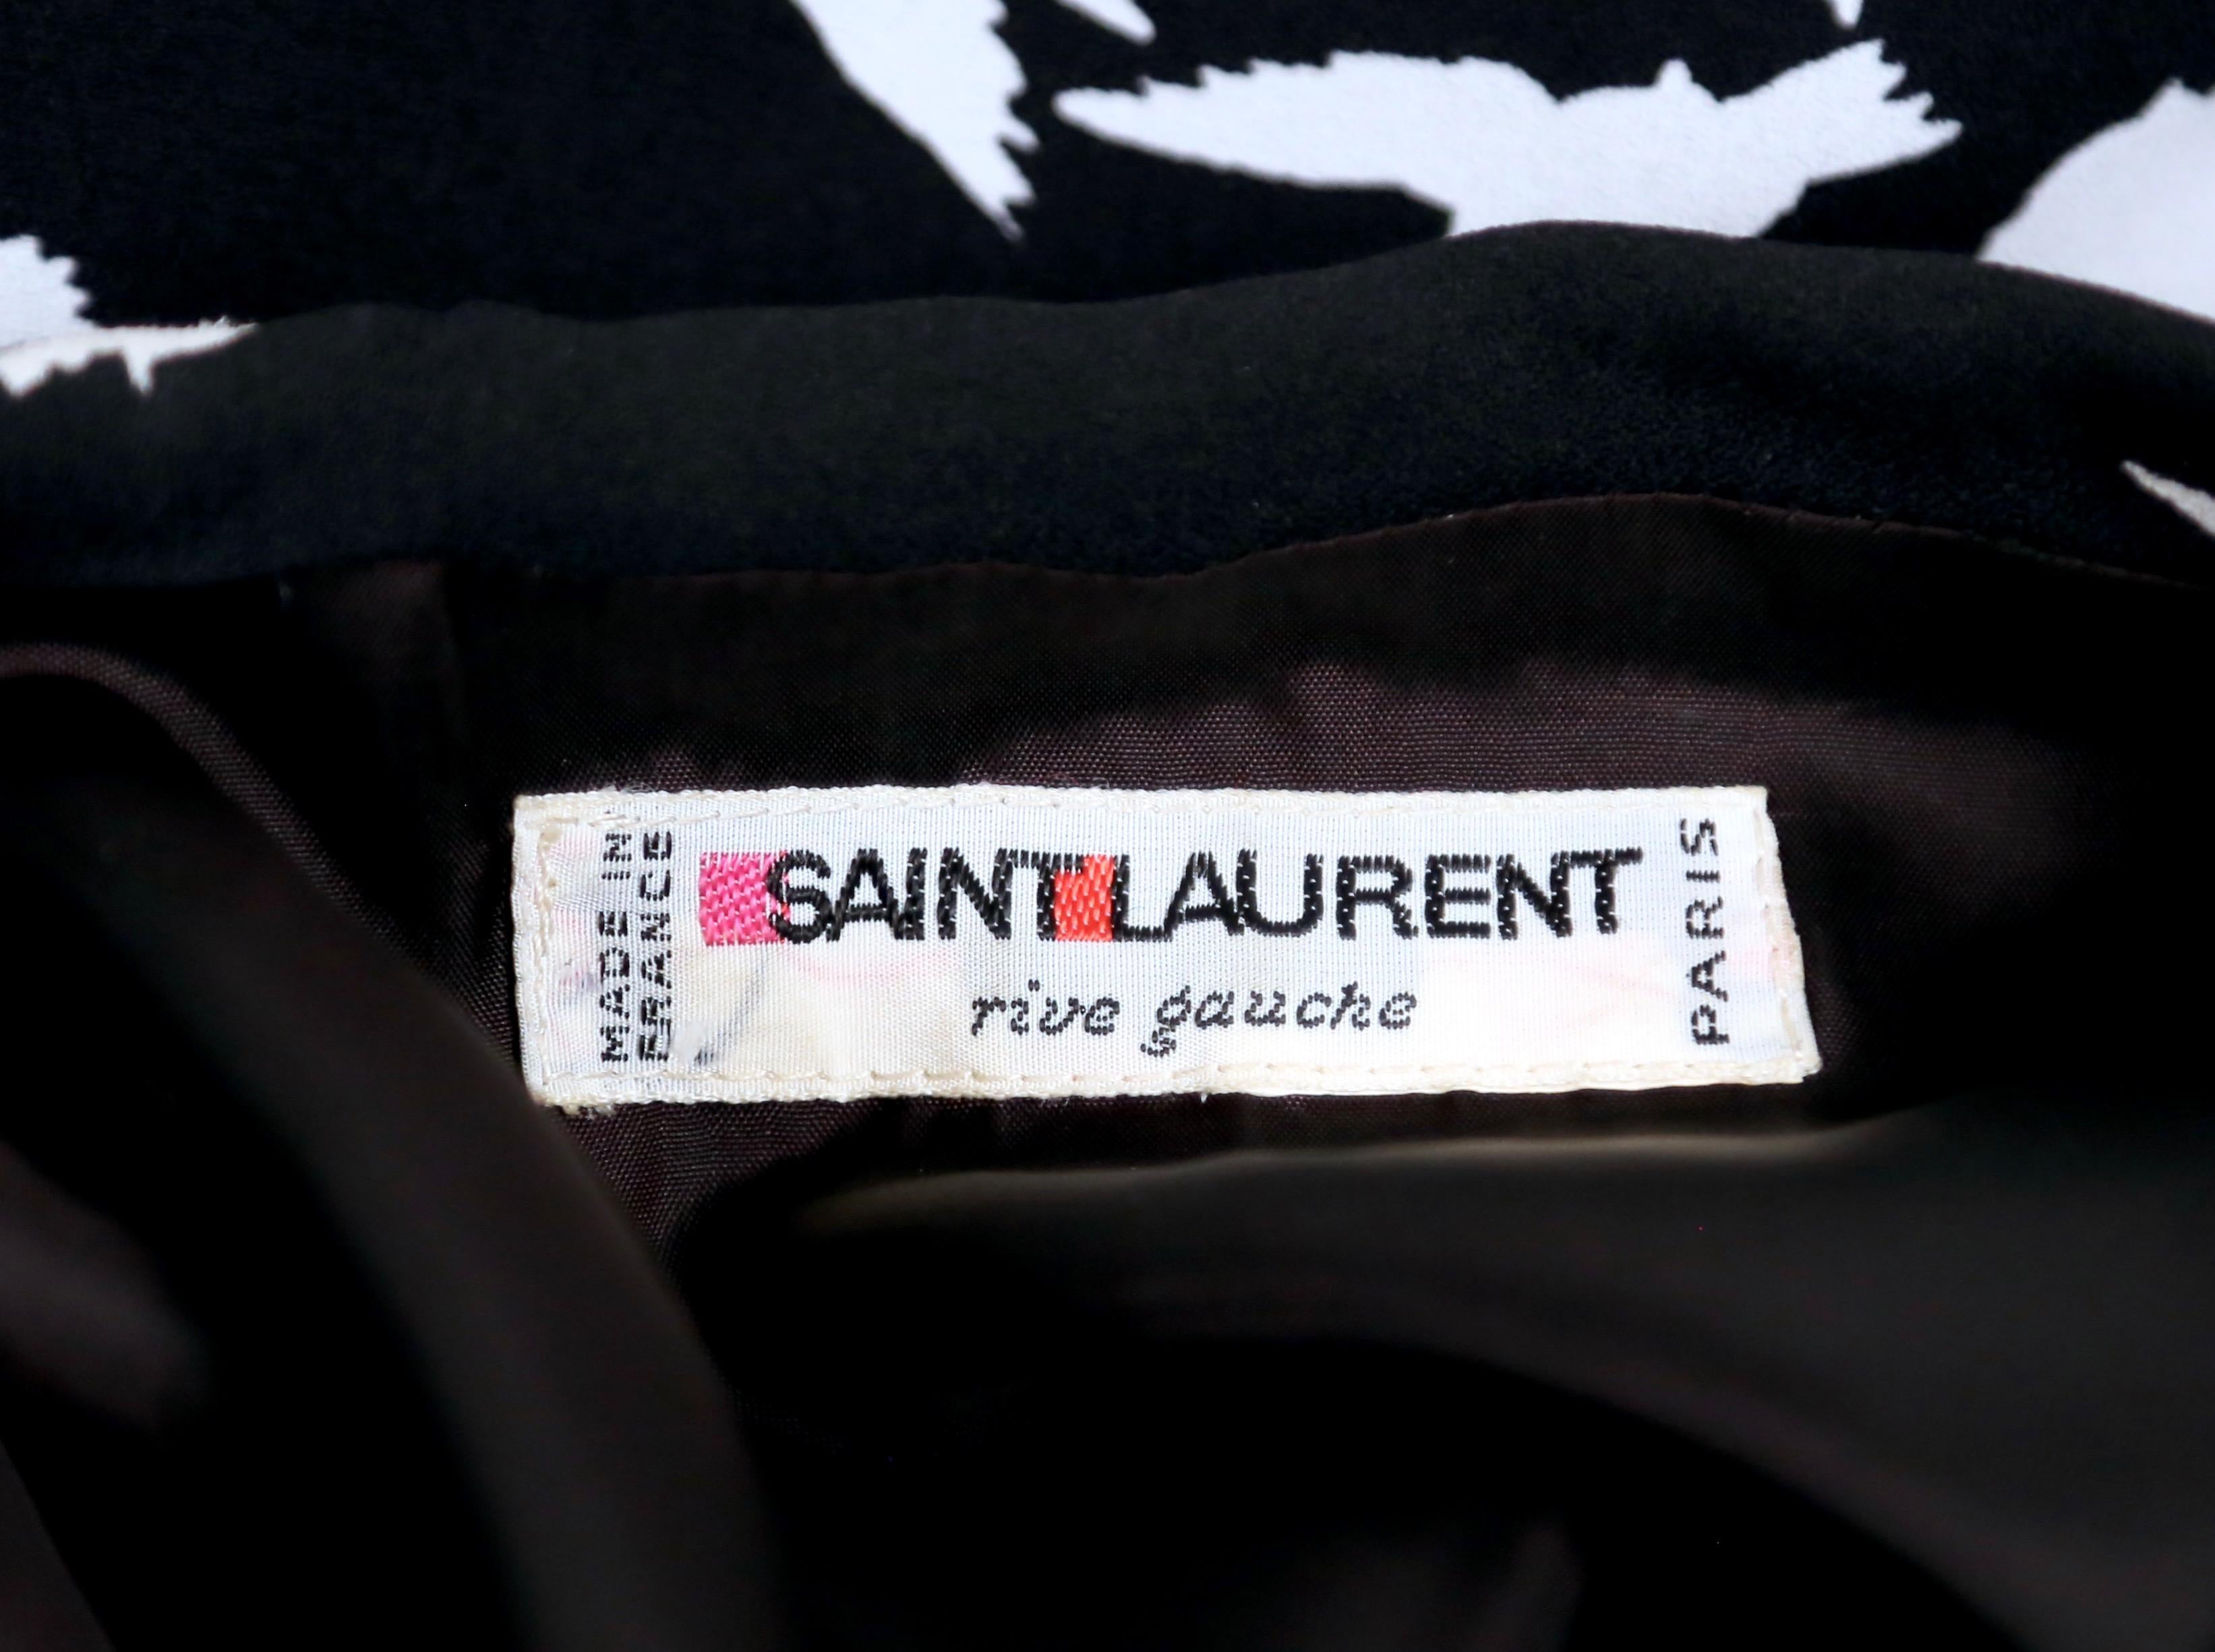 MADE IN
FRANCE
SAINT LAURENT
rive gauche
PARIS